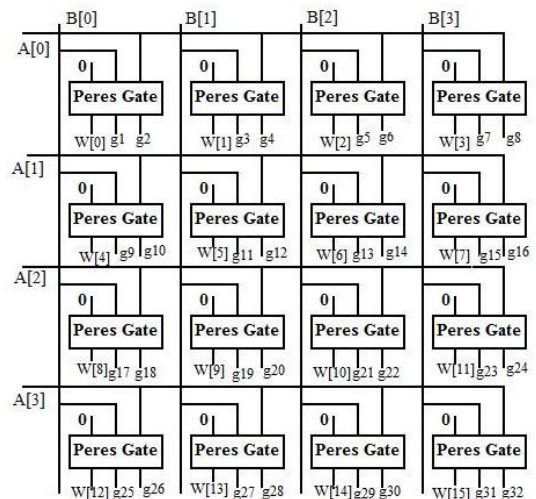 B[0] B[1] B[2] B[3]
A[0]
0 0 0 0
Peres Gate Peres Gate Peres Gate Peres Gate
W[0] g1 g2 W[1] g3 g4 W[2] g5 g6 W[3] g7 g8
A[1]
0 0 0 0
Peres Gate Peres Gate Peres Gate Peres Gate
W[4] g9 g10 W[5] g11 g12 W[6] g13 g14 W[7] g15 g16
A[2]
0 0 0 0
Peres Gate Peres Gate Peres Gate Peres Gate
W[8] g17 g18 W[9] g19 g20 W[10] g21 g22 W[11] g23 g24
A[3]
0 0 0 0
Peres Gate Peres Gate Peres Gate Peres Gate
W[12] g25 g26 W[13] g27 g28 W[14] g29 g30 W[15] g31 g32